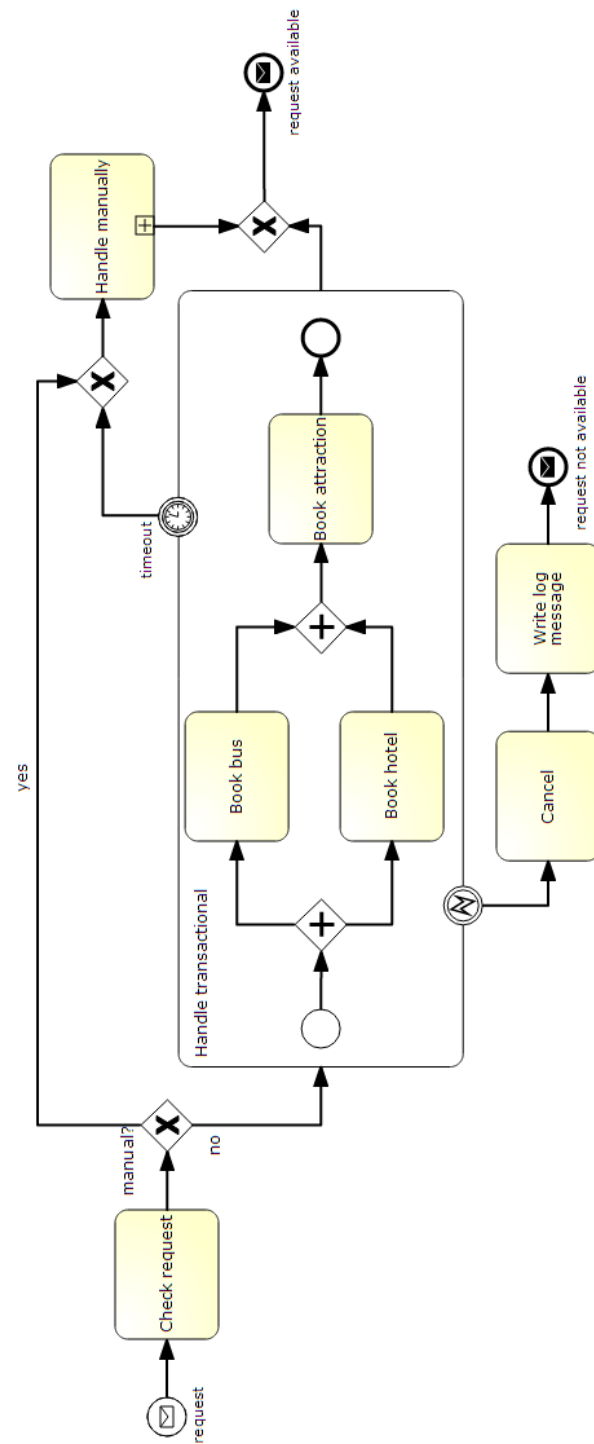 request
Check request
manual?
yes
no
Handle transactional
Book bus
Book hotel
Book attraction
timeout
Handle manually
request available
Cancel
Write log
message
request not available